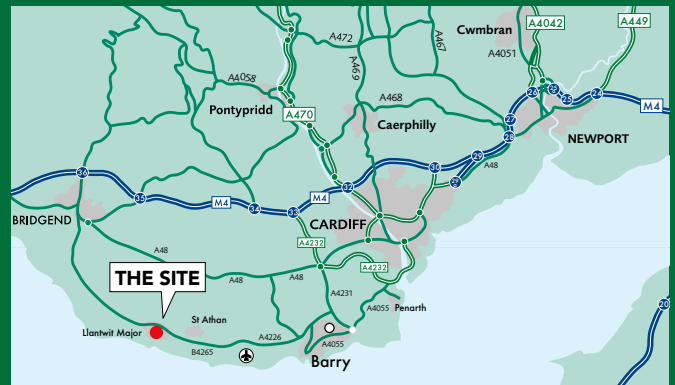 A472
A467
Cwmbran
A4042
A449
A4051
A469
A4058
A468
Pontypridd
A470
Caerphilly
26
25
24
M4
27
28
NEWPORT
36
30
29
A48
35
M4
34
33
M4
32
BRIDGEND
CARDIFF
A4232
A48
A48
A48
A4232
THE SITE
A4231
A4055
Penarth
20
St Athan
Llantwit Major
A4226
A4055
B4265
Barry